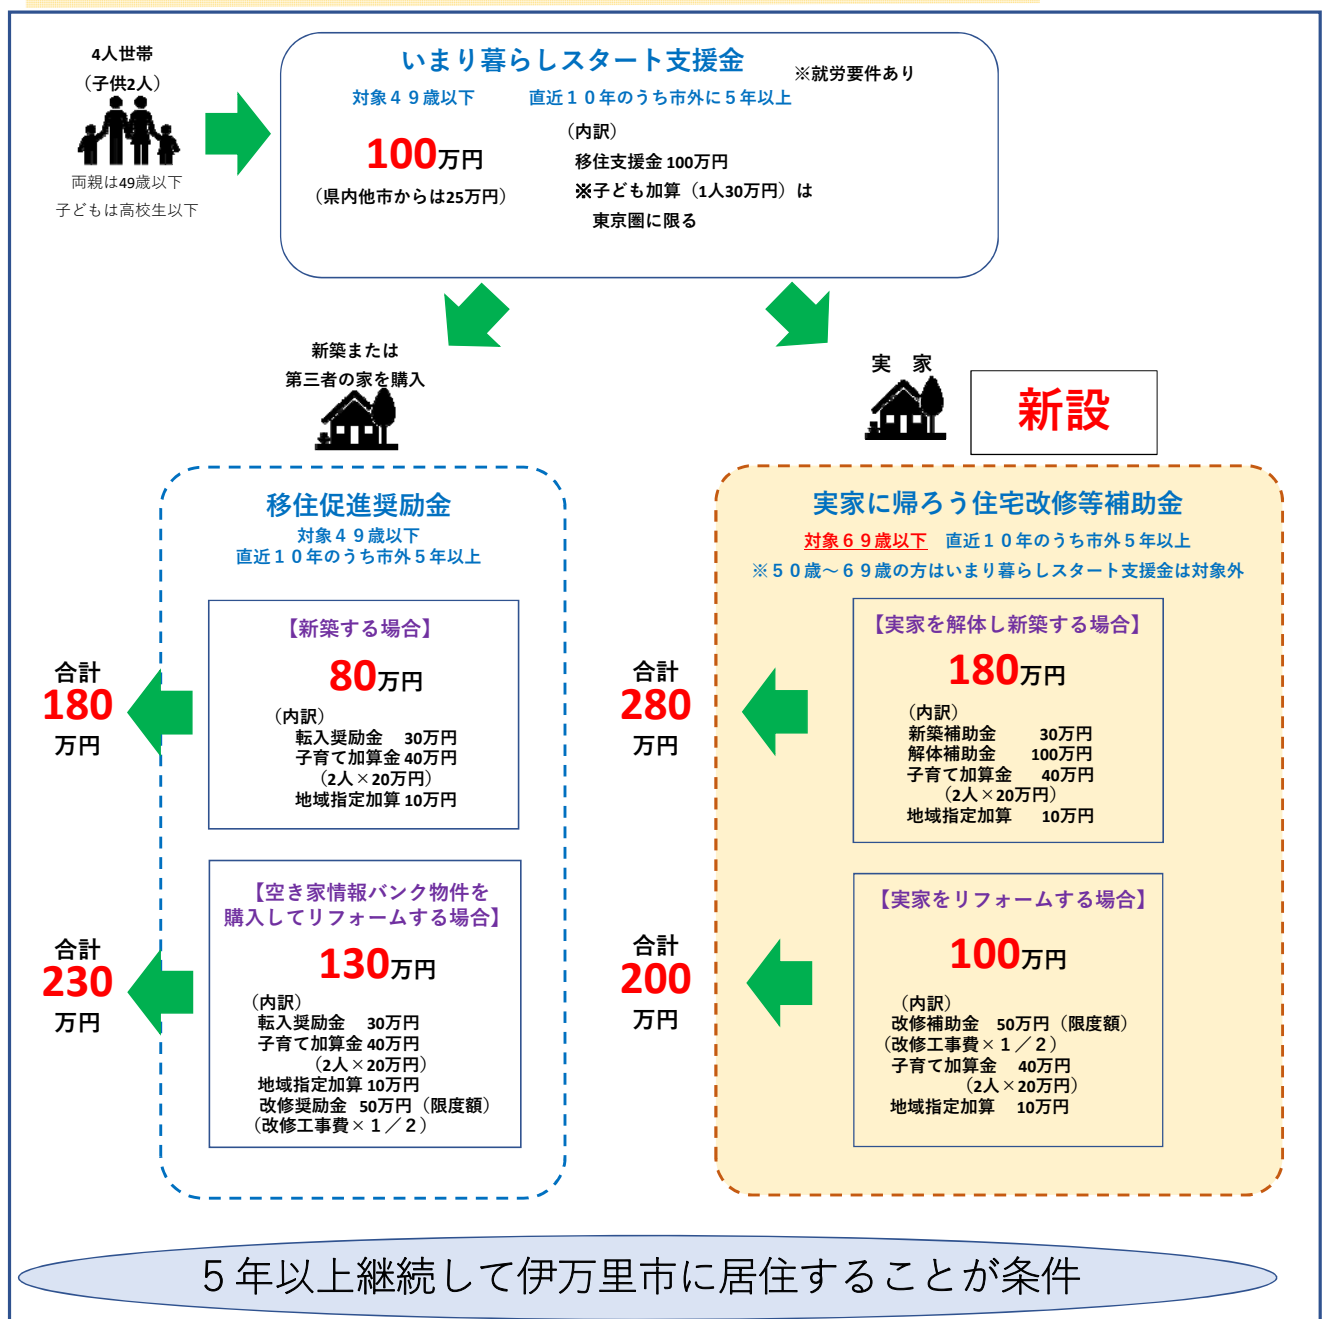 4人世帯
（子供2人）
両親は49歳以下
子どもは高校生以下
いまり暮らしスタート支援金
※就労要件あり
対象４９歳以下 直近１０年のうち市外に５年以上
100万円
（県内他市からは25万円）
（内訳）
移住支援金 100万円
※子ども加算（1人30万円）は
東京圏に限る
新築または
第三者の家を購入
実　家
新設
移住促進奨励金
対象４９歳以下
直近１０年のうち市外５年以上
【新築する場合】
80万円
（内訳）
転入奨励金 30万円
子育て加算金 40万円
（2人×20万円）
地域指定加算 10万円
合計
180
万円
【空き家情報バンク物件を
購入してリフォームする場合】
130万円
（内訳）
転入奨励金 30万円
子育て加算金 40万円
（2人×20万円）
地域指定加算 10万円
改修奨励金 50万円（限度額）
（改修工事費×１／２）
合計
230
万円
実家に帰ろう住宅改修等補助金
対象６９歳以下 直近１０年のうち市外５年以上
※５０歳～６９歳の方はいまり暮らしスタート支援金は対象外
【実家を解体し新築する場合】
180万円
（内訳）
新築補助金 30万円
解体補助金 100万円
子育て加算金 40万円
（2人×20万円）
地域指定加算 10万円
合計
280
万円
【実家をリフォームする場合】
100万円
（内訳）
改修補助金 50万円（限度額）
（改修工事費×１／２）
子育て加算金 40万円
（2人×20万円）
地域指定加算 10万円
合計
200
万円
５年以上継続して伊万里市に居住することが条件